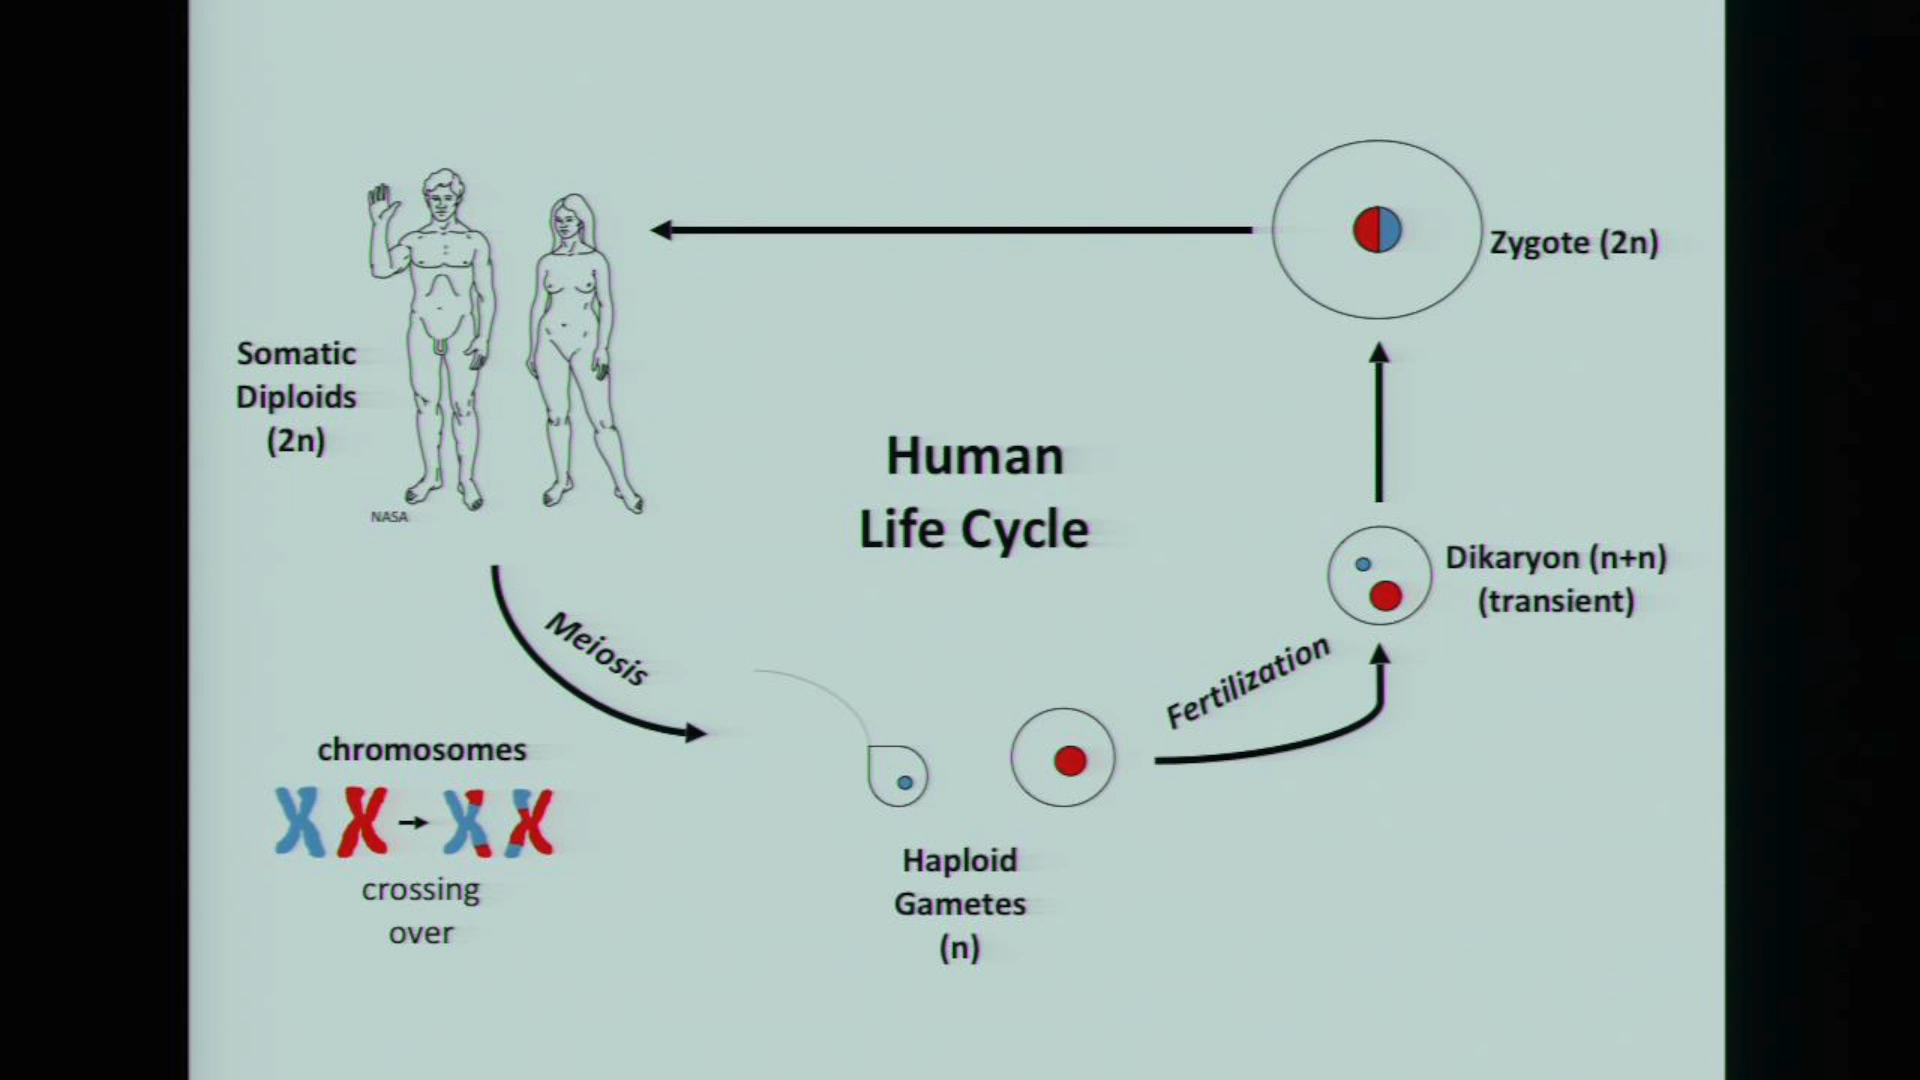 Zygote (2n)
Somatic
Diploids
(2n)
NASA
Human
Life Cycle
Dikaryon (n+n)
(transient)
Meiosis
Fertilization
chromosomes
crossing
over
Haploid
Gametes
(n)